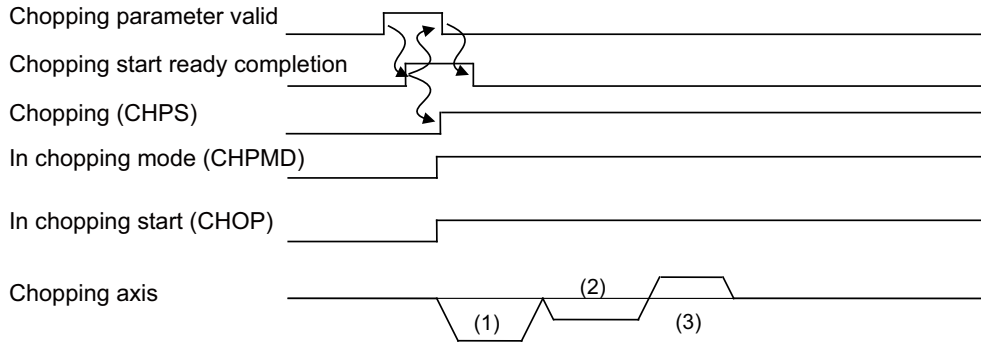 Chopping parameter valid
Chopping start ready completion
Chopping (CHPS)
In chopping mode (CHPMD)
In chopping start (CHOP)
Chopping axis
(1)
(2)
(3)